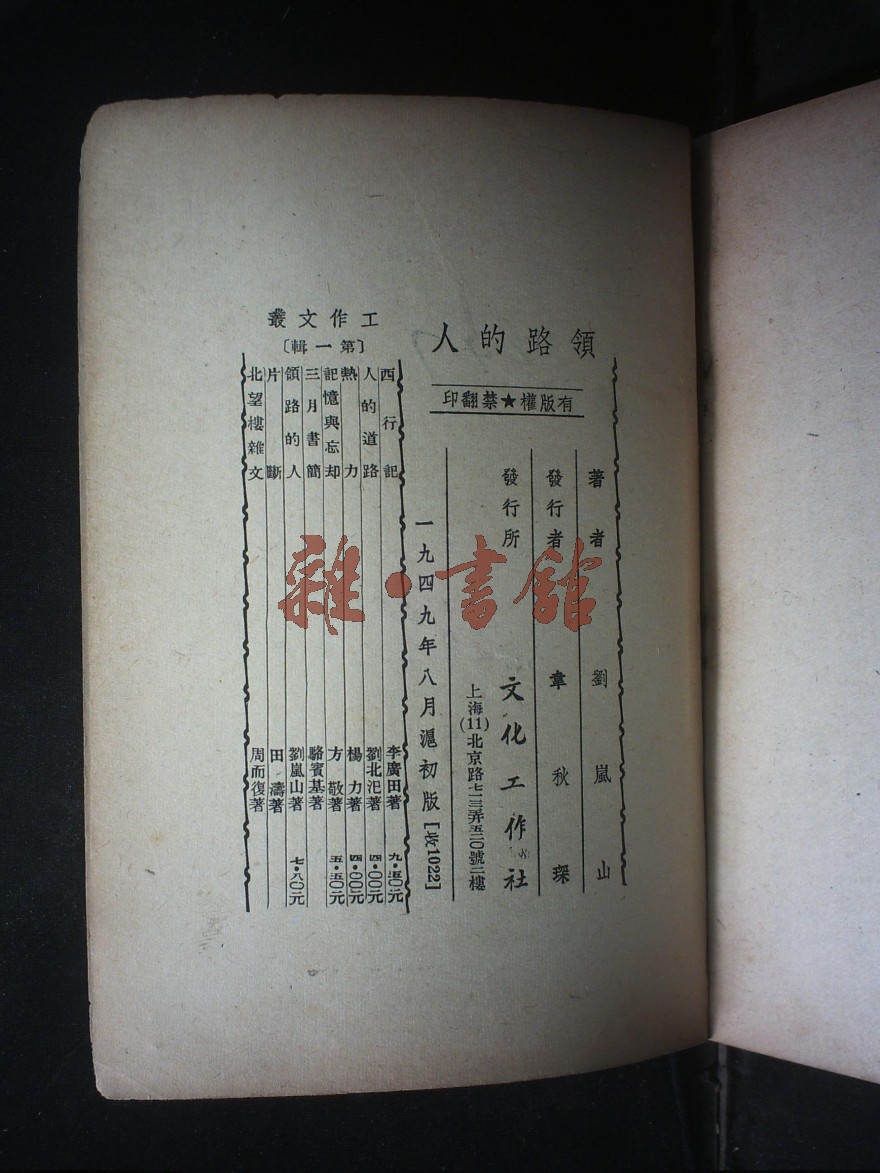 領路的人
有版權★禁翻印
著者 劉嵐山
發行者 韋秋琛
發行所 文化工作社
上海(11)北京路七一三弄五二〇號二樓
一九四九年八月滬初版
工作文叢
〔第一輯〕
西行記 李廣田著 九·五〇元
人的道路 劉北汜著 四·〇〇元
熱力 楊力著 四·〇〇元
記憶與忘却 方敬著 五·五〇元
三月書簡 駱賓基著
領路的人 劉嵐山著 七·八〇元
片斷 田濤著
北望樓雜文 周而復著
雜·書館